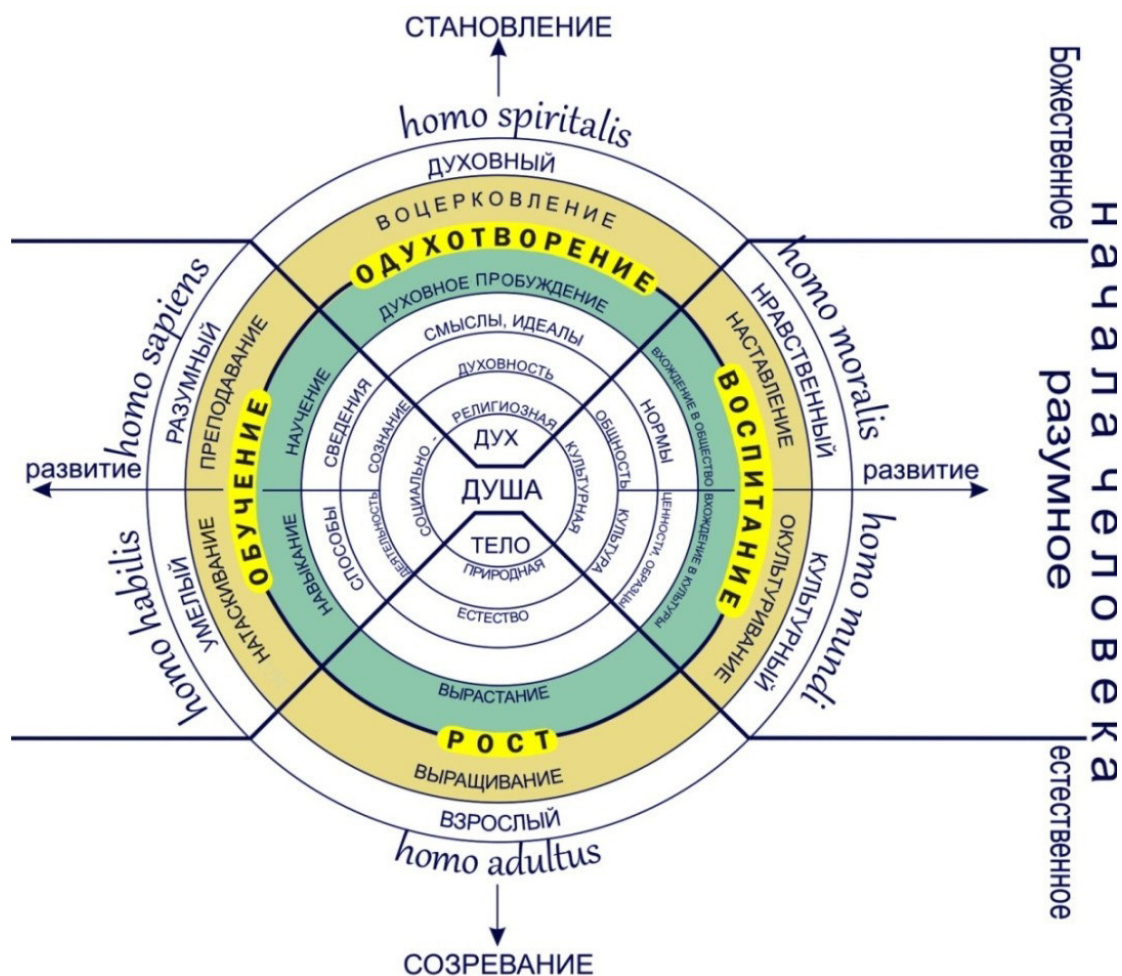 СТАНОВЛЕНИЕ
homo spiritalis
ДУХОВНЫЙ
ВОЦЕРКОВЛЕНИЕ
ОДУХОТВОРЕНИЕ
ДУХОВНОЕ ПРОБУЖДЕНИЕ
СМЫСЛЫ, ИДЕАЛЫ
ДУХОВНОСТЬ
РЕЛИГИОЗНАЯ
ДУХ
ДУША
ТЕЛО
ПРИРОДНАЯ
ЕСТЕСТВО
ВЫРАСТАНИЕ
РОСТ
ВЫРАЩИВАНИЕ
ВЗРОСЛЫЙ
homo adultus
СОЗРЕВАНИЕ
homo sapiens
РАЗУМНЫЙ
ПРЕПОДАВАНИЕ
ОБУЧЕНИЕ
НАУЧЕНИЕ
СВЕДЕНИЯ
СОЗНАНИЕ
СОЦИАЛЬНО -
развитие
homo habilis
УМЕЛЫЙ
НАТАСКИВАНИЕ
НАВЫКАНИЕ
СПОСОБЫ
ДЕЯТЕЛЬНОСТЬ
homo moralis
НРАВСТВЕННЫЙ
НАСТАВЛЕНИЕ
ВОСПИТАНИЕ
ВХОЖДЕНИЕ В ОБЩЕСТВО
НОРМЫ
ОБЩНОСТЬ
КУЛЬТУРНАЯ
развитие
homo mundi
КУЛЬТУРНЫЙ
ОКУЛЬТУРИВАНИЕ
ВХОЖДЕНИЕ В КУЛЬТУРЫ
ЦЕННОСТИ, ОБРАЗЦЫ
КУЛЬТУРА
Божественное
разумное
естественное
начала человека